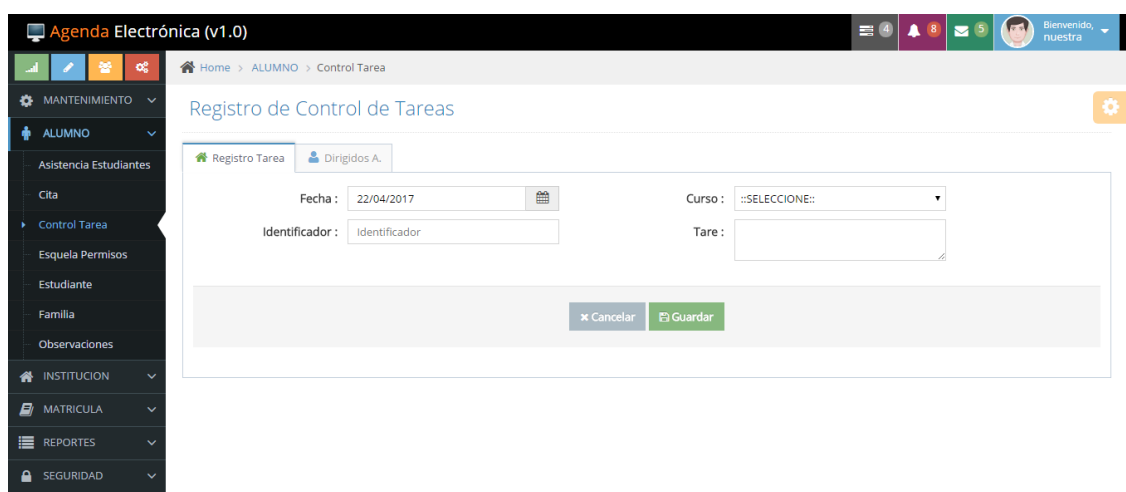 Agenda Electrónica (v1.0)
4
8
5
Bienvenido,
nuestra
Home > ALUMNO > Control Tarea
MANTENIMIENTO
ALUMNO
Asistencia Estudiantes
Cita
Control Tarea
Esquela Permisos
Estudiante
Familia
Observaciones
INSTITUCION
MATRICULA
REPORTES
SEGURIDAD
Registro de Control de Tareas
Registro Tarea
Dirigidos A.
Fecha : 22/04/2017
Curso : ::SELECCIONE::
Identificador : Identificador
Tare :
Cancelar
Guardar